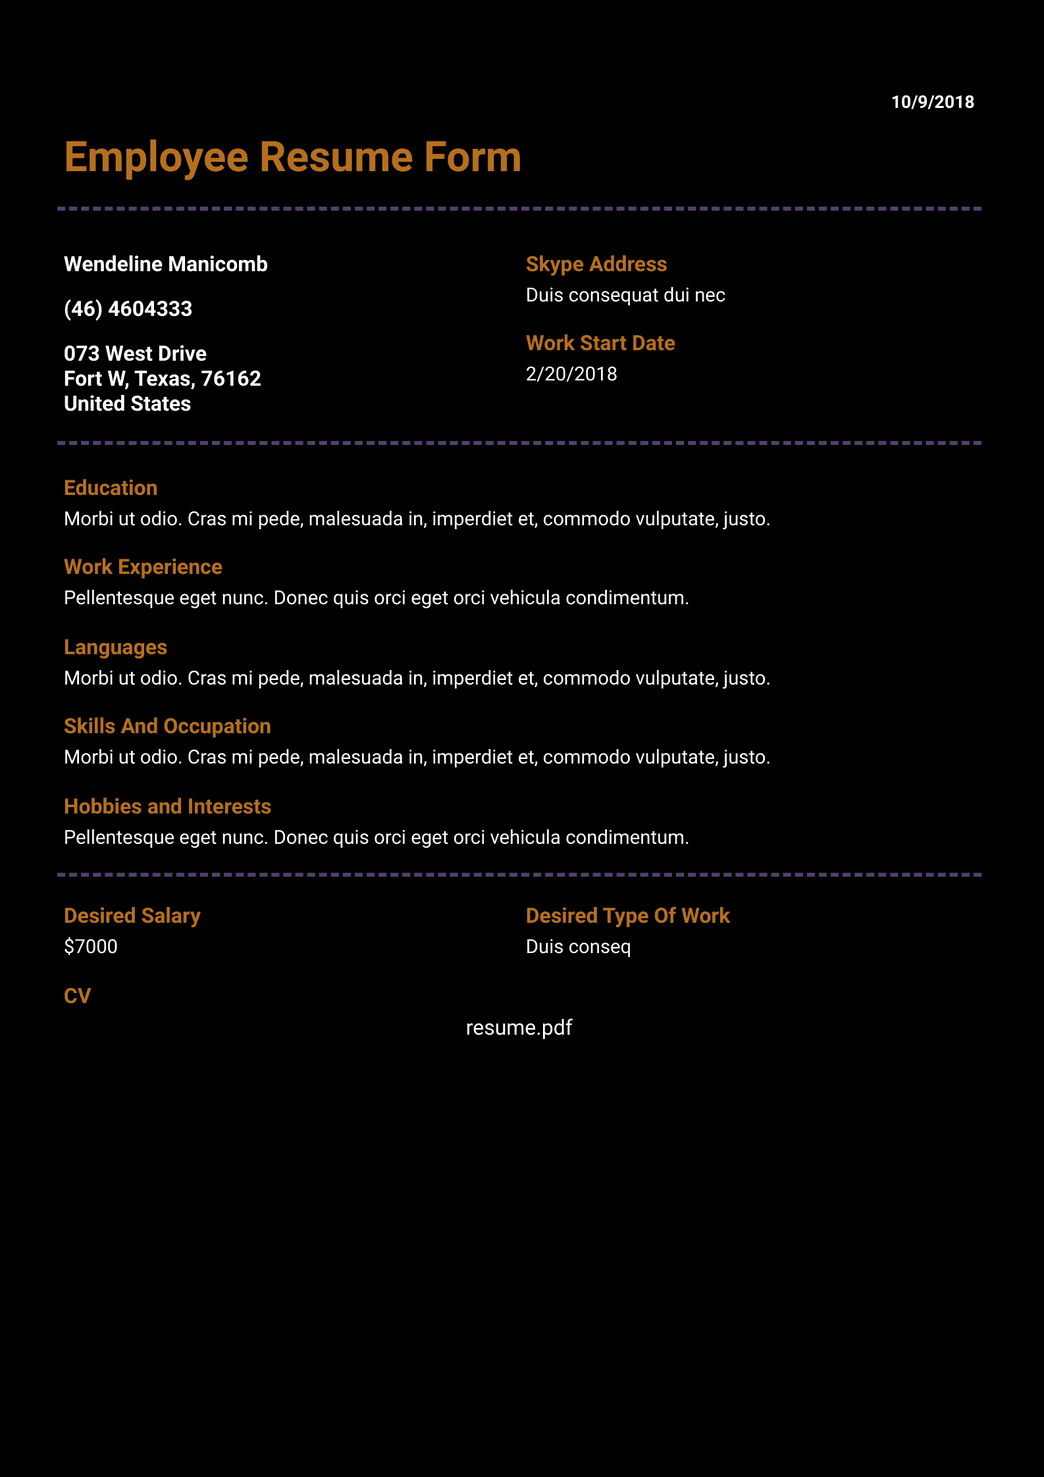 10/9/2018
Employee Resume Form
Wendeline Manicomb
(46) 4604333
073 West Drive
Fort W, Texas, 76162
United States
Skype Address
Duis consequat dui nec
Work Start Date
2/20/2018
Education
Morbi ut odio. Cras mi pede, malesuada in, imperdiet et, commodo vulputate, justo.
Work Experience
Pellentesque eget nunc. Donec quis orci eget orci vehicula condimentum.
Languages
Morbi ut odio. Cras mi pede, malesuada in, imperdiet et, commodo vulputate, justo.
Skills And Occupation
Morbi ut odio. Cras mi pede, malesuada in, imperdiet et, commodo vulputate, justo.
Hobbies and Interests
Pellentesque eget nunc. Donec quis orci eget orci vehicula condimentum.
Desired Salary
$7000
Desired Type Of Work
Duis conseq
CV
resume.pdf